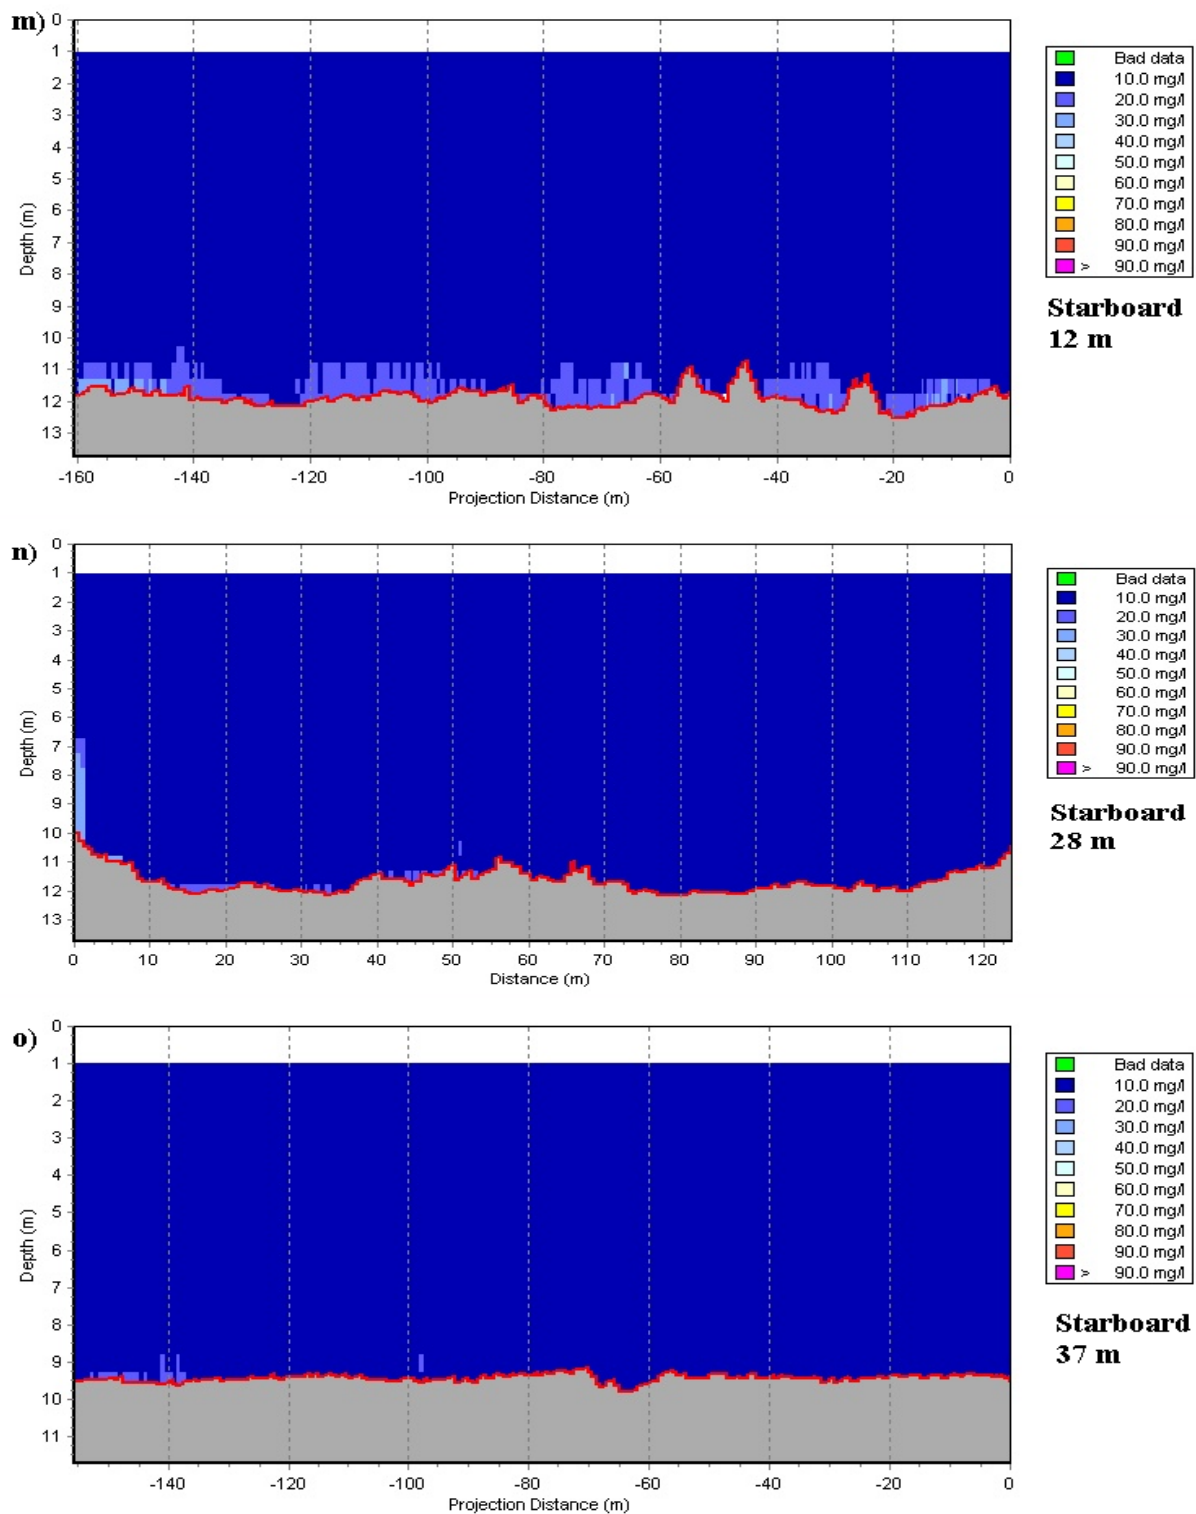 m)
0
1
2
3
4
5
6
7
8
9
10
11
12
13
Depth (m)
-160 -140 -120 -100 -80 -60 -40 -20 0
Projection Distance (m)
Bad data
10.0 mg/l
20.0 mg/l
30.0 mg/l
40.0 mg/l
50.0 mg/l
60.0 mg/l
70.0 mg/l
80.0 mg/l
90.0 mg/l
> 90.0 mg/l
Starboard
12 m
n)
0
1
2
3
4
5
6
7
8
9
10
11
12
13
Depth (m)
0 10 20 30 40 50 60 70 80 90 100 110 120
Distance (m)
Bad data
10.0 mg/l
20.0 mg/l
30.0 mg/l
40.0 mg/l
50.0 mg/l
60.0 mg/l
70.0 mg/l
80.0 mg/l
90.0 mg/l
> 90.0 mg/l
Starboard
28 m
o)
0
1
2
3
4
5
6
7
8
9
10
11
Depth (m)
-140 -120 -100 -80 -60 -40 -20 0
Projection Distance (m)
Bad data
10.0 mg/l
20.0 mg/l
30.0 mg/l
40.0 mg/l
50.0 mg/l
60.0 mg/l
70.0 mg/l
80.0 mg/l
90.0 mg/l
> 90.0 mg/l
Starboard
37 m